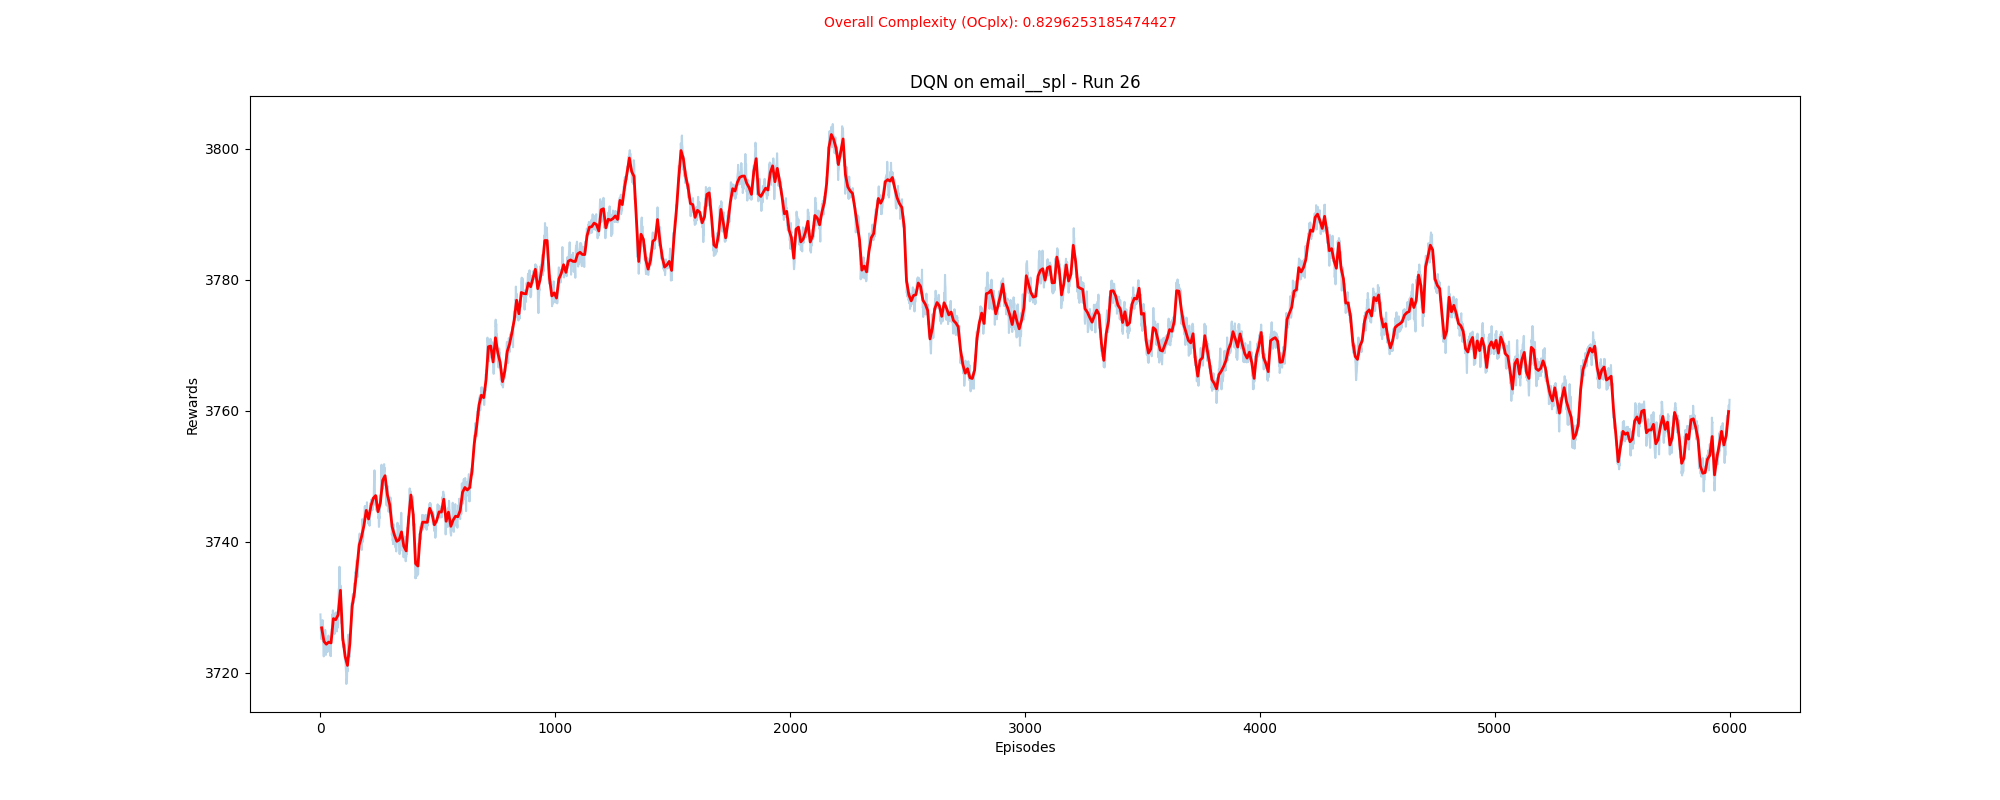 Overall Complexity (OCplx): 0.8296253185474427
DQN on email__spl - Run 26
Rewards
3800
3780
3760
3740
3720
0 1000 2000 3000 4000 5000 6000
Episodes